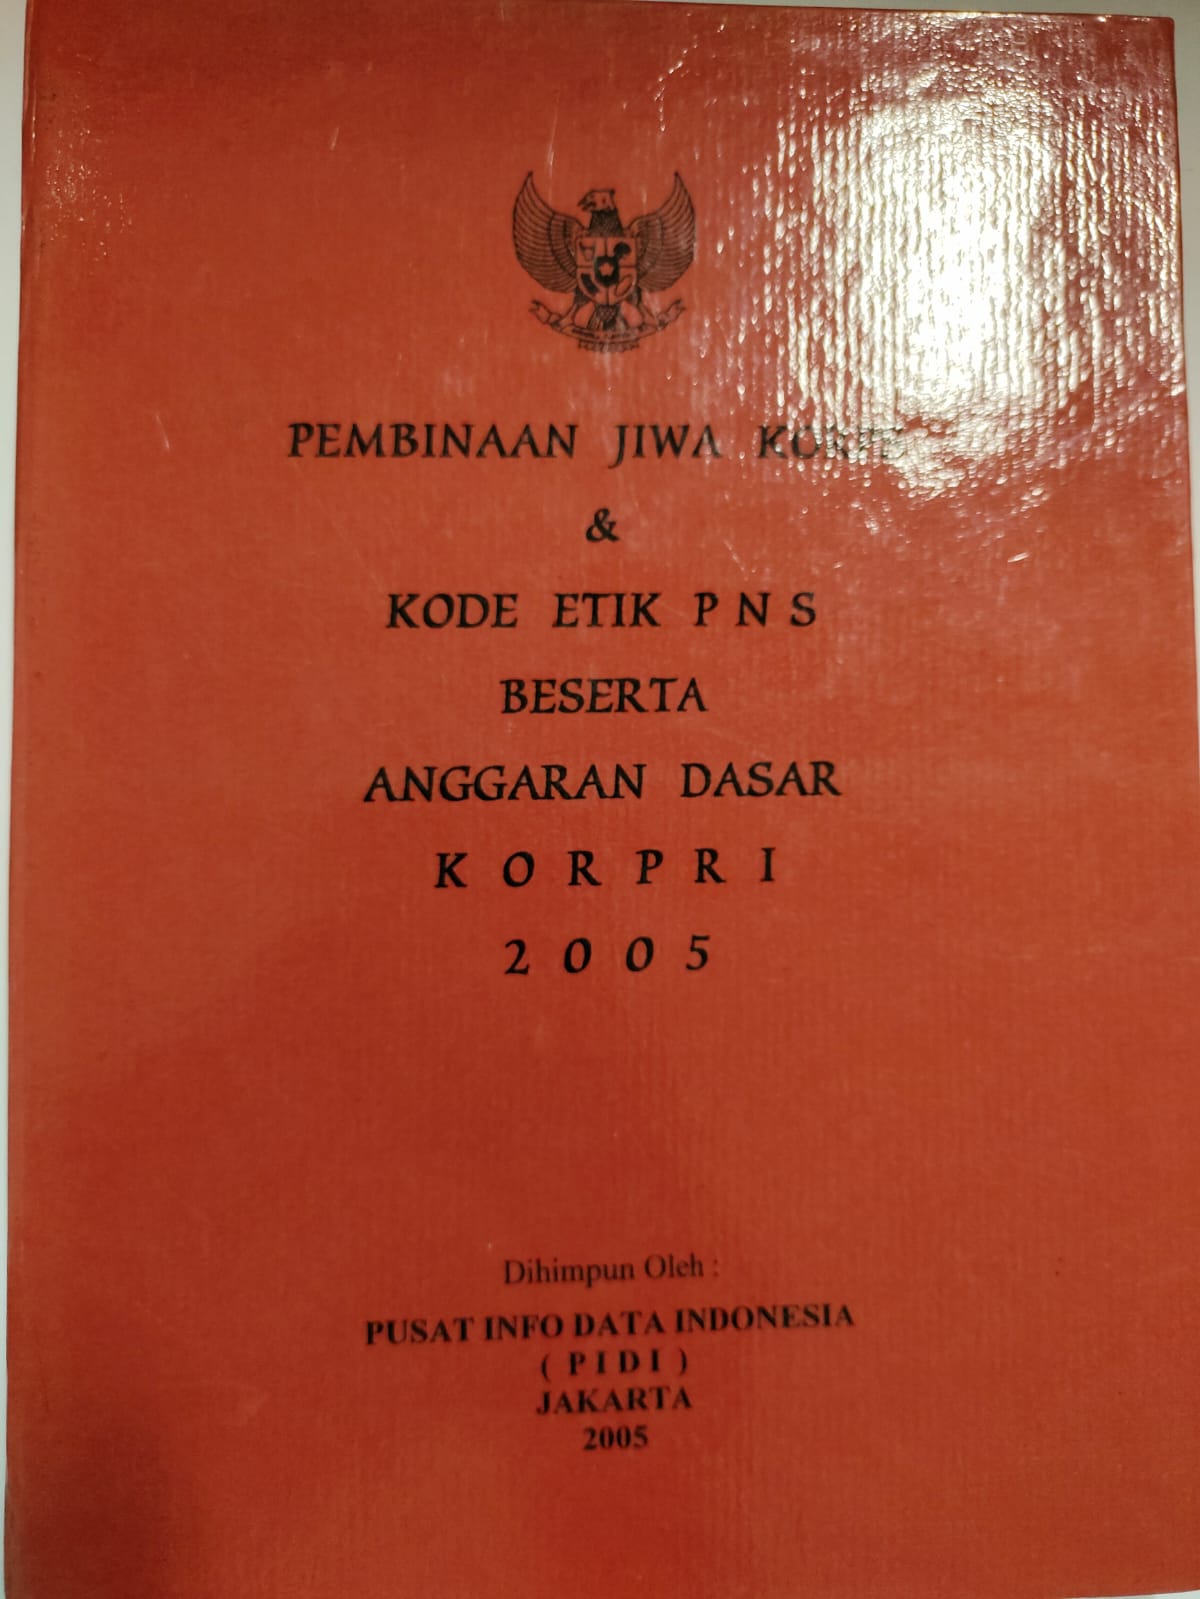 PEMBINAAN JIWA KORPS
&
KODE ETIK P N S
BESERTA
ANGGARAN DASAR
K O R P R I
2 0 0 5
Dihimpun Oleh :
PUSAT INFO DATA INDONESIA
( P I D I )
JAKARTA
2005